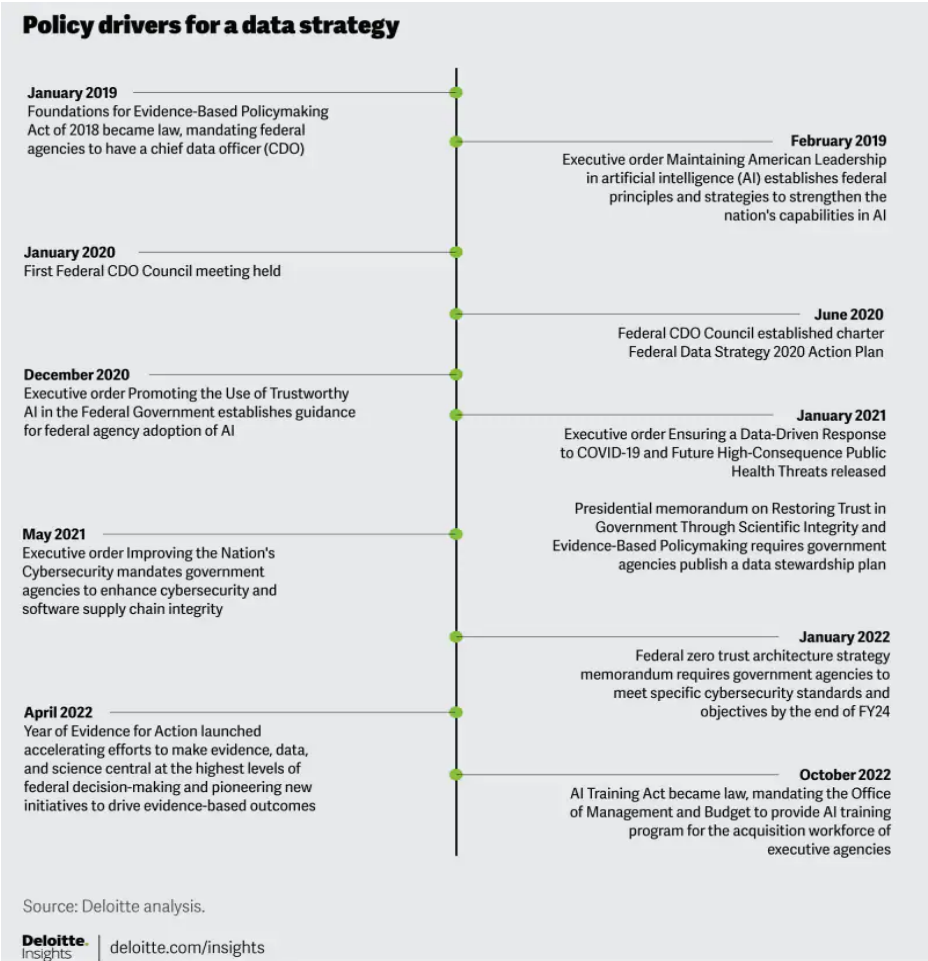 Policy drivers for a data strategy
January 2019
Foundations for Evidence-Based Policymaking
Act of 2018 became law, mandating federal
agencies to have a chief data officer (CDO)
February 2019
Executive order Maintaining American Leadership
in artificial intelligence (AI) establishes federal
principles and strategies to strengthen the
nation's capabilities in AI
January 2020
First Federal CDO Council meeting held
June 2020
Federal CDO Council established charter
Federal Data Strategy 2020 Action Plan
December 2020
Executive order Promoting the Use of Trustworthy
AI in the Federal Government establishes guidance
for federal agency adoption of AI
January 2021
Executive order Ensuring a Data-Driven Response
to COVID-19 and Future High-Consequence Public
Health Threats released
Presidential memorandum on Restoring Trust in
Government Through Scientific Integrity and
Evidence-Based Policymaking requires government
agencies publish a data stewardship plan
May 2021
Executive order Improving the Nation's
Cybersecurity mandates government
agencies to enhance cybersecurity and
software supply chain integrity
January 2022
Federal zero trust architecture strategy
memorandum requires government agencies to
meet specific cybersecurity standards and
objectives by the end of FY24
April 2022
Year of Evidence for Action launched
accelerating efforts to make evidence, data,
and science central at the highest levels of
federal decision-making and pioneering new
initiatives to drive evidence-based outcomes
October 2022
AI Training Act became law, mandating the Office
of Management and Budget to provide AI training
program for the acquisition workforce of
executive agencies
Source: Deloitte analysis.
Deloitte.
Insights
deloitte.com/insights